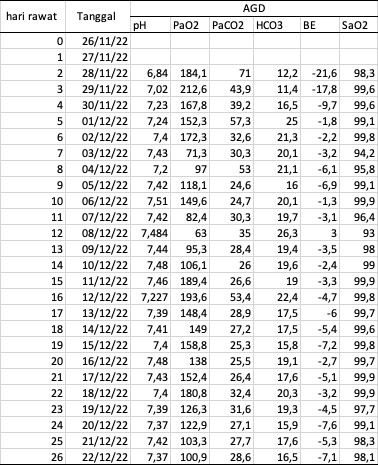 hari rawat Tanggal AGD
pH PaO2 PaCO2 HCO3 BE SaO2
0 26/11/22
1 27/11/22
2 28/11/22 6,84 184,1 71 12,2 -21,6 98,3
3 29/11/22 7,02 212,6 43,9 11,4 -17,8 99,6
4 30/11/22 7,23 167,8 39,2 16,5 -9,7 99,6
5 01/12/22 7,24 152,3 57,3 25 -1,8 99,1
6 02/12/22 7,4 172,3 32,6 21,3 -2,2 99,8
7 03/12/22 7,43 71,3 30,3 20,1 -3,2 94,2
8 04/12/22 7,2 97 53 21,1 -6,1 95,8
9 05/12/22 7,42 118,1 24,6 16 -6,9 99,1
10 06/12/22 7,51 149,6 24,7 20,1 -1,3 99,9
11 07/12/22 7,42 82,4 30,3 19,7 -3,1 96,4
12 08/12/22 7,484 63 35 26,3 3 93
13 09/12/22 7,44 95,3 28,4 19,4 -3,5 98
14 10/12/22 7,48 106,1 26 19,6 -2,4 99
15 11/12/22 7,46 189,4 26,6 19 -3,3 99,9
16 12/12/22 7,227 193,6 53,4 22,4 -4,7 99,8
17 13/12/22 7,39 148,4 28,9 17,5 -6 99,7
18 14/12/22 7,41 149 27,2 17,5 -5,4 99,6
19 15/12/22 7,4 158,8 25,3 15,8 -7,2 99,8
20 16/12/22 7,48 138 25,5 19,1 -2,7 99,7
21 17/12/22 7,43 152,4 26,4 17,6 -5,1 99,9
22 18/12/22 7,4 180,8 32,4 20,3 -3,2 99,9
23 19/12/22 7,39 126,3 31,6 19,3 -4,5 97,7
24 20/12/22 7,37 122,9 27,1 15,9 -7,6 99,1
25 21/12/22 7,42 103,3 27,7 17,6 -5,3 98,3
26 22/12/22 7,37 100,9 28,6 16,5 -7,1 98,1